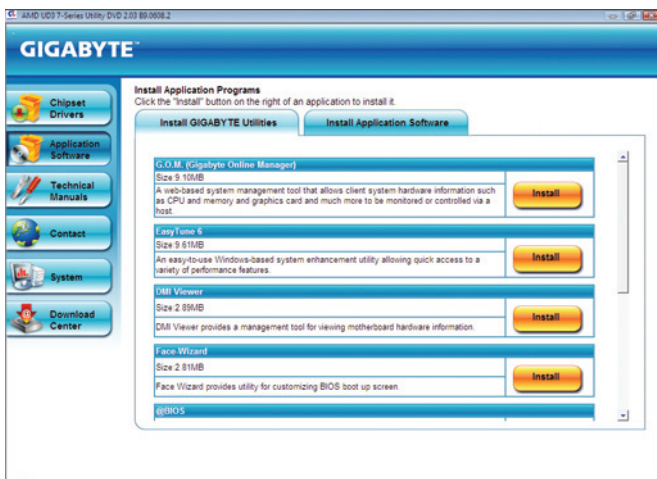 AMD UD3 7-Series Utility DVD 2.03 B9.0608.2
GIGABYTE™
Chipset
Drivers
Application
Software
Technical
Manuals
Contact
System
Download
Center
Install Application Programs
Click the "Install" button on the right of an application to install it.
Install GIGABYTE Utilities
Install Application Software
G.O.M. (Gigabyte Online Manager)
Size:9.10MB
A web-based system management tool that allows client system hardware information such
as CPU and memory and graphics card and much more to be monitored or controlled via a
host.
Install
EasyTune 6
Size:9.61MB
An easy-to-use Windows-based system enhancement utility allowing quick access to a
variety of performance features.
Install
DMI Viewer
Size:2.89MB
DMI Viewer provides a management tool for viewing motherboard hardware information.
Install
Face-Wizard
Size:2.81MB
Face Wizard provides utility for customizing BIOS boot up screen.
Install
@BIOS